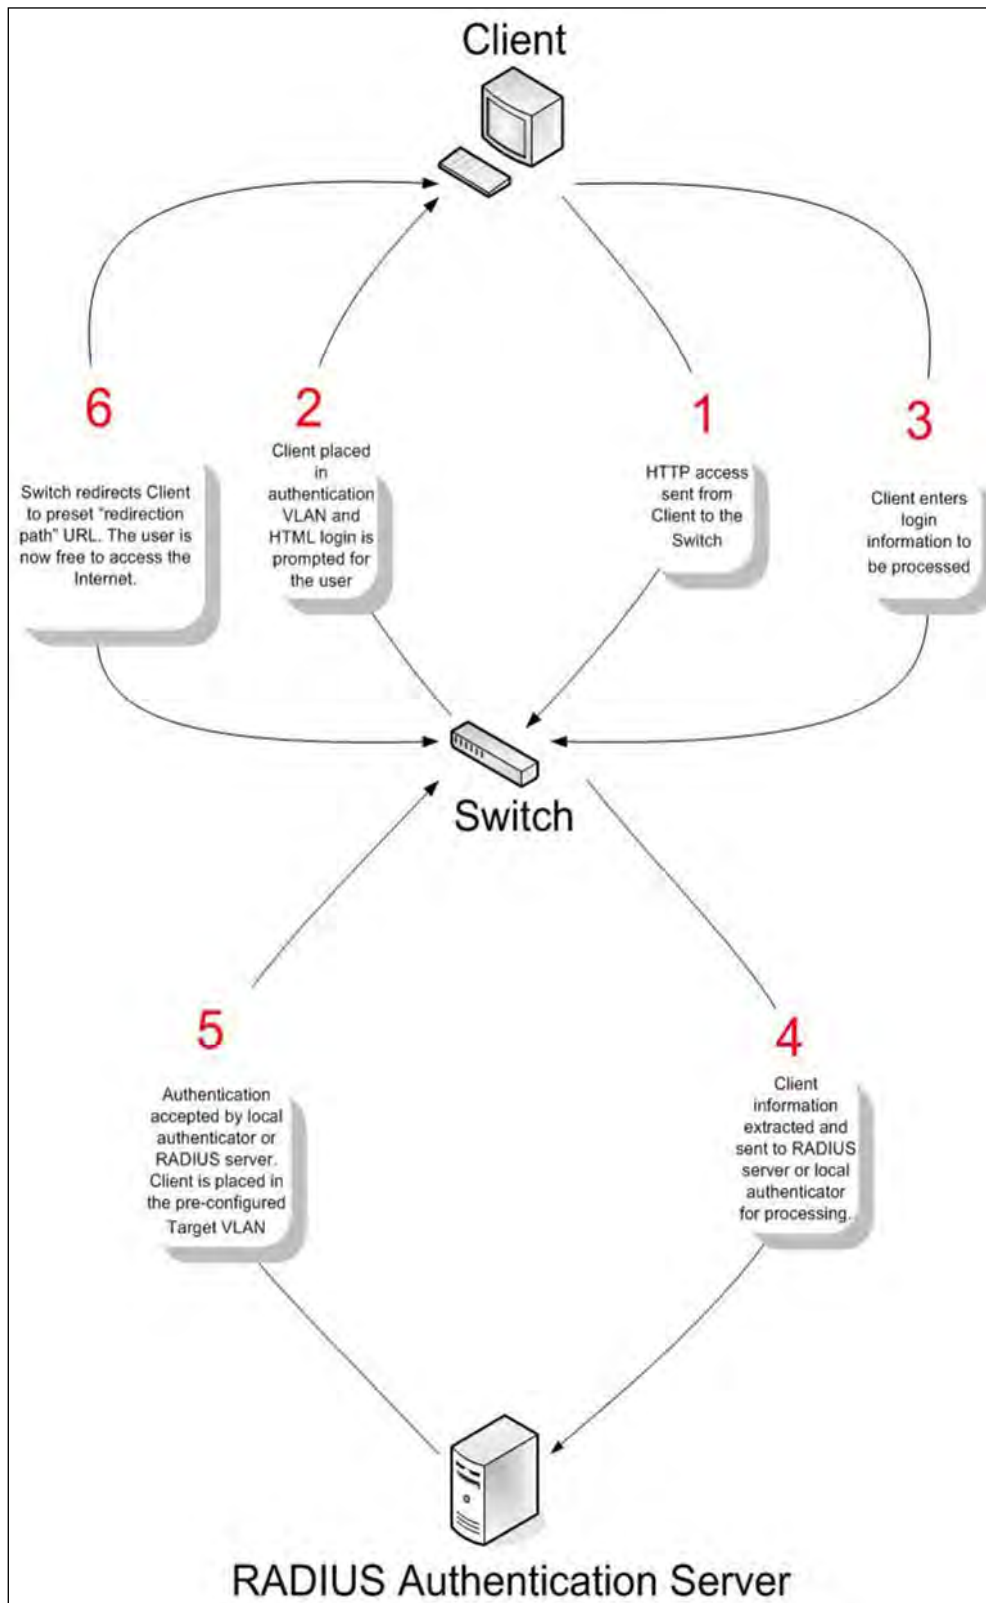 Client
6
Switch redirects Client
to preset "redirection
path" URL. The user is
now free to access the
Internet.
2
Client placed
in
authentication
VLAN and
HTML login is
prompted for
the user
1
HTTP access
sent from
Client to the
Switch
3
Client enters
login
information to
be processed
Switch
5
Authentication
accepted by local
authenticator or
RADIUS server.
Client is placed in
the pre-configured
Target VLAN
4
Client
information
extracted and
sent to RADIUS
server or local
authenticator
for processing.
RADIUS Authentication Server